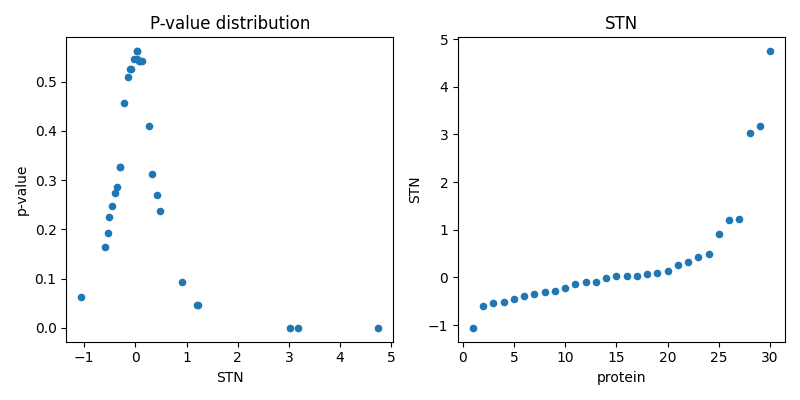 P-value distribution
p-value
0.5
0.4
0.3
0.2
0.1
0.0
−1 0 1 2 3 4 5
STN
STN
STN
5
4
3
2
1
0
−1
0 5 10 15 20 25 30
protein